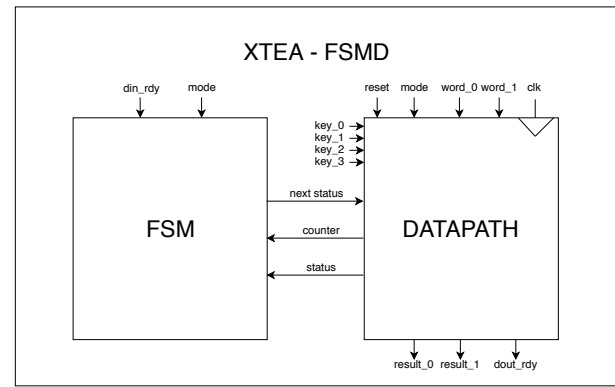 XTEA - FSMD
din_rdy mode
reset mode word_0 word_1 clk
key_0
key_1
key_2
key_3
next status
FSM
counter
DATAPATH
status
result_0 result_1 dout_rdy